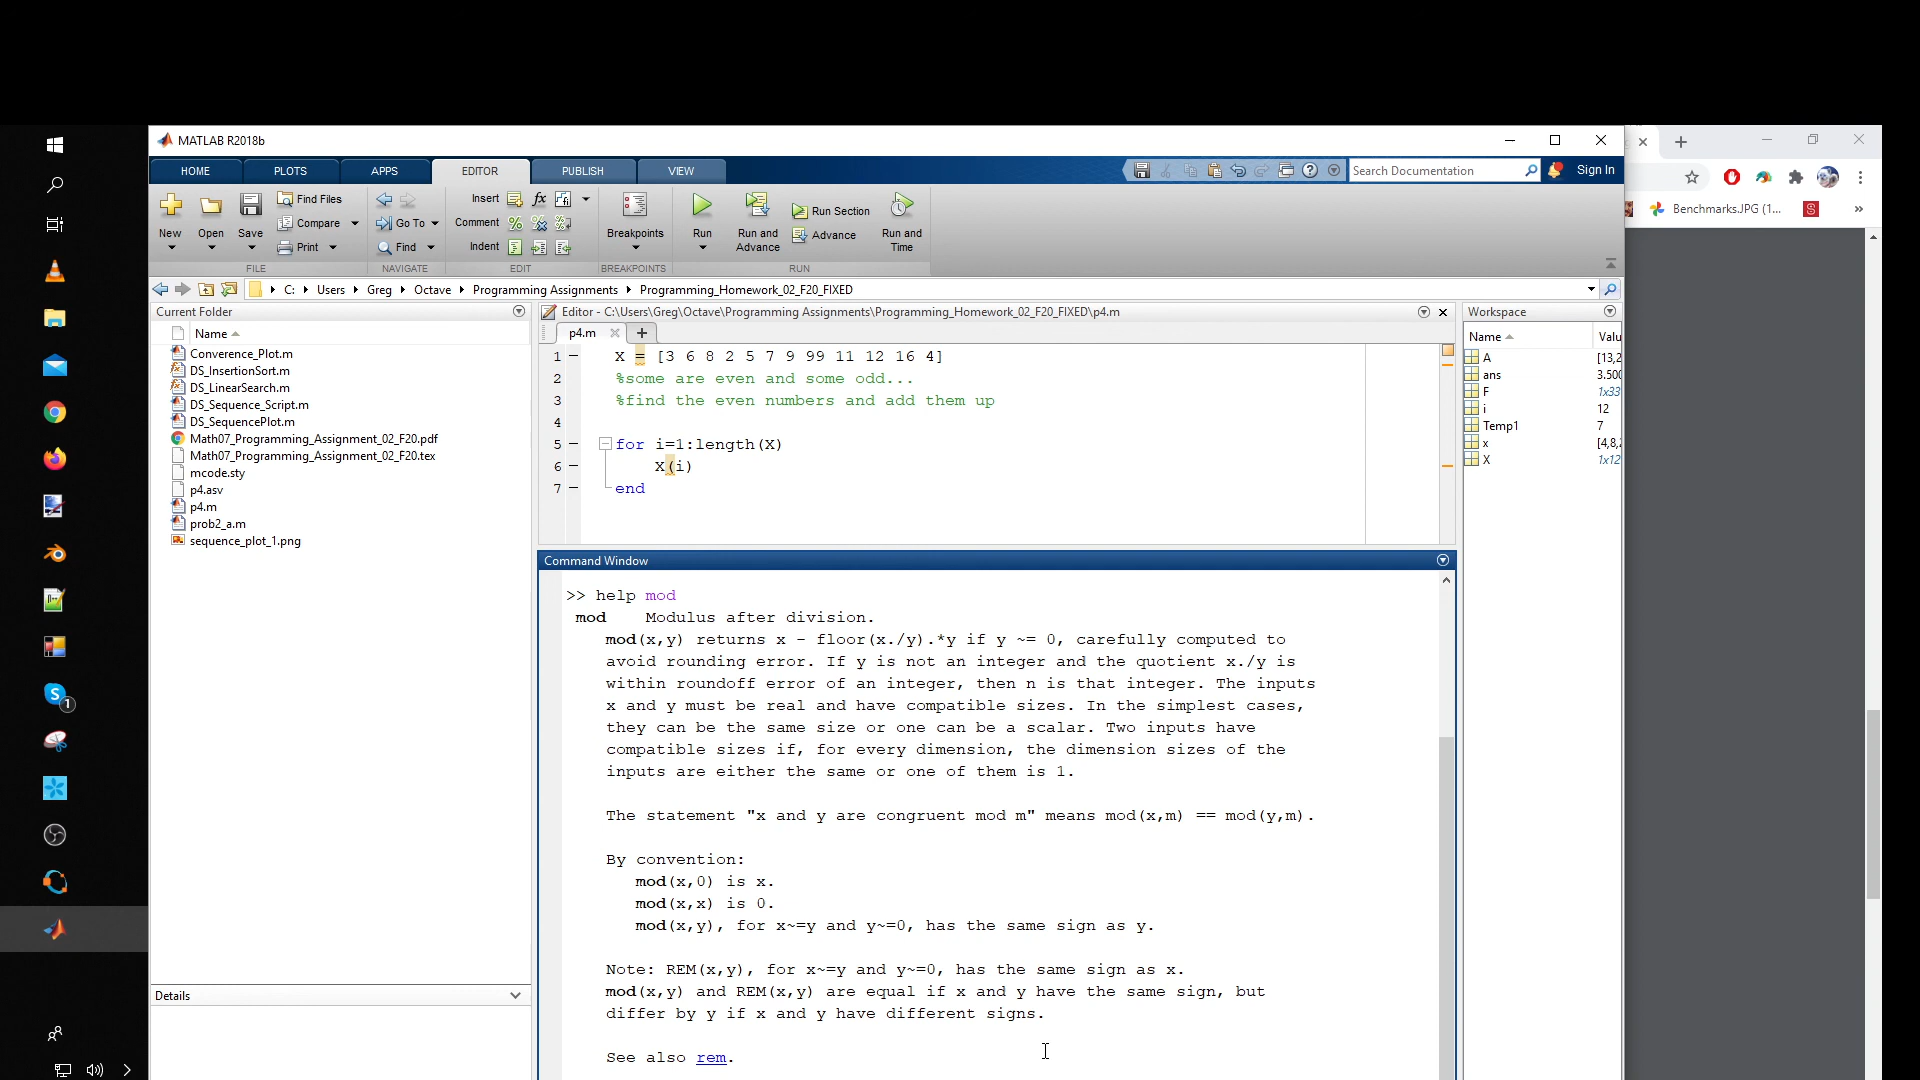 MATLAB R2018b
HOME PLOTS APPS EDITOR PUBLISH VIEW
Search Documentation
Sign In
Benchmarks.JPG (1...
S
»
New
Open
Save
Find Files
Compare
Print
Go To
Find
Insert
fx
Comment
Indent
Breakpoints
Run
Run and
Advance
Run Section
Advance
Run and
Time
FILE NAVIGATE EDIT BREAKPOINTS RUN
C: Users Greg Octave Programming Assignments Programming_Homework_02_F20_FIXED
Current Folder
Name
Converence_Plot.m
DS_InsertionSort.m
DS_LinearSearch.m
DS_Sequence_Script.m
DS_SequencePlot.m
Math07_Programming_Assignment_02_F20.pdf
Math07_Programming_Assignment_02_F20.tex
mcode.sty
p4.asv
p4.m
prob2_a.m
sequence_plot_1.png
Details
Editor - C:\Users\Greg\Octave\Programming Assignments\Programming_Homework_02_F20_FIXED\p4.m
p4.m
1 X = [3 6 8 2 5 7 9 99 11 12 16 4]
2 %some are even and some odd...
3 %find the even numbers and add them up
4
5 for i=1:length(X)
6 X(i)
7 end
Command Window
>> help mod
mod Modulus after division.
mod(x,y) returns x - floor(x./y).*y if y ~= 0, carefully computed to
avoid rounding error. If y is not an integer and the quotient x./y is
within roundoff error of an integer, then n is that integer. The inputs
x and y must be real and have compatible sizes. In the simplest cases,
they can be the same size or one can be a scalar. Two inputs have
compatible sizes if, for every dimension, the dimension sizes of the
inputs are either the same or one of them is 1.
The statement "x and y are congruent mod m" means mod(x,m) == mod(y,m).
By convention:
mod(x,0) is x.
mod(x,x) is 0.
mod(x,y), for x~=y and y~=0, has the same sign as y.
Note: REM(x,y), for x~=y and y~=0, has the same sign as x.
mod(x,y) and REM(x,y) are equal if x and y have the same sign, but
differ by y if x and y have different signs.
See also rem.
Workspace
Name Valu
A [13,2
ans 3.500
F 1x33
i 12
Temp1 7
x [4,8,2
X 1x12
S 1